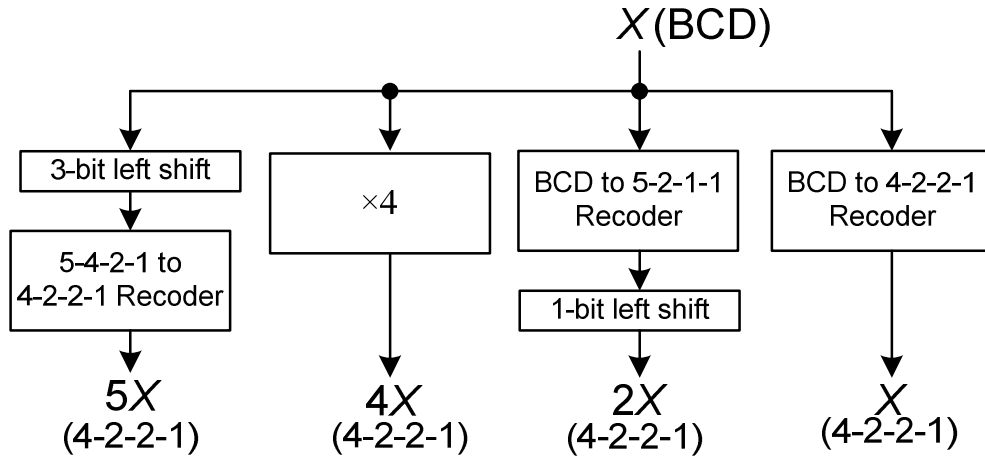 X (BCD)
3-bit left shift
5-4-2-1 to
4-2-2-1 Recoder
5X
(4-2-2-1)
×4
4X
(4-2-2-1)
BCD to 5-2-1-1
Recoder
1-bit left shift
2X
(4-2-2-1)
BCD to 4-2-2-1
Recoder
X
(4-2-2-1)